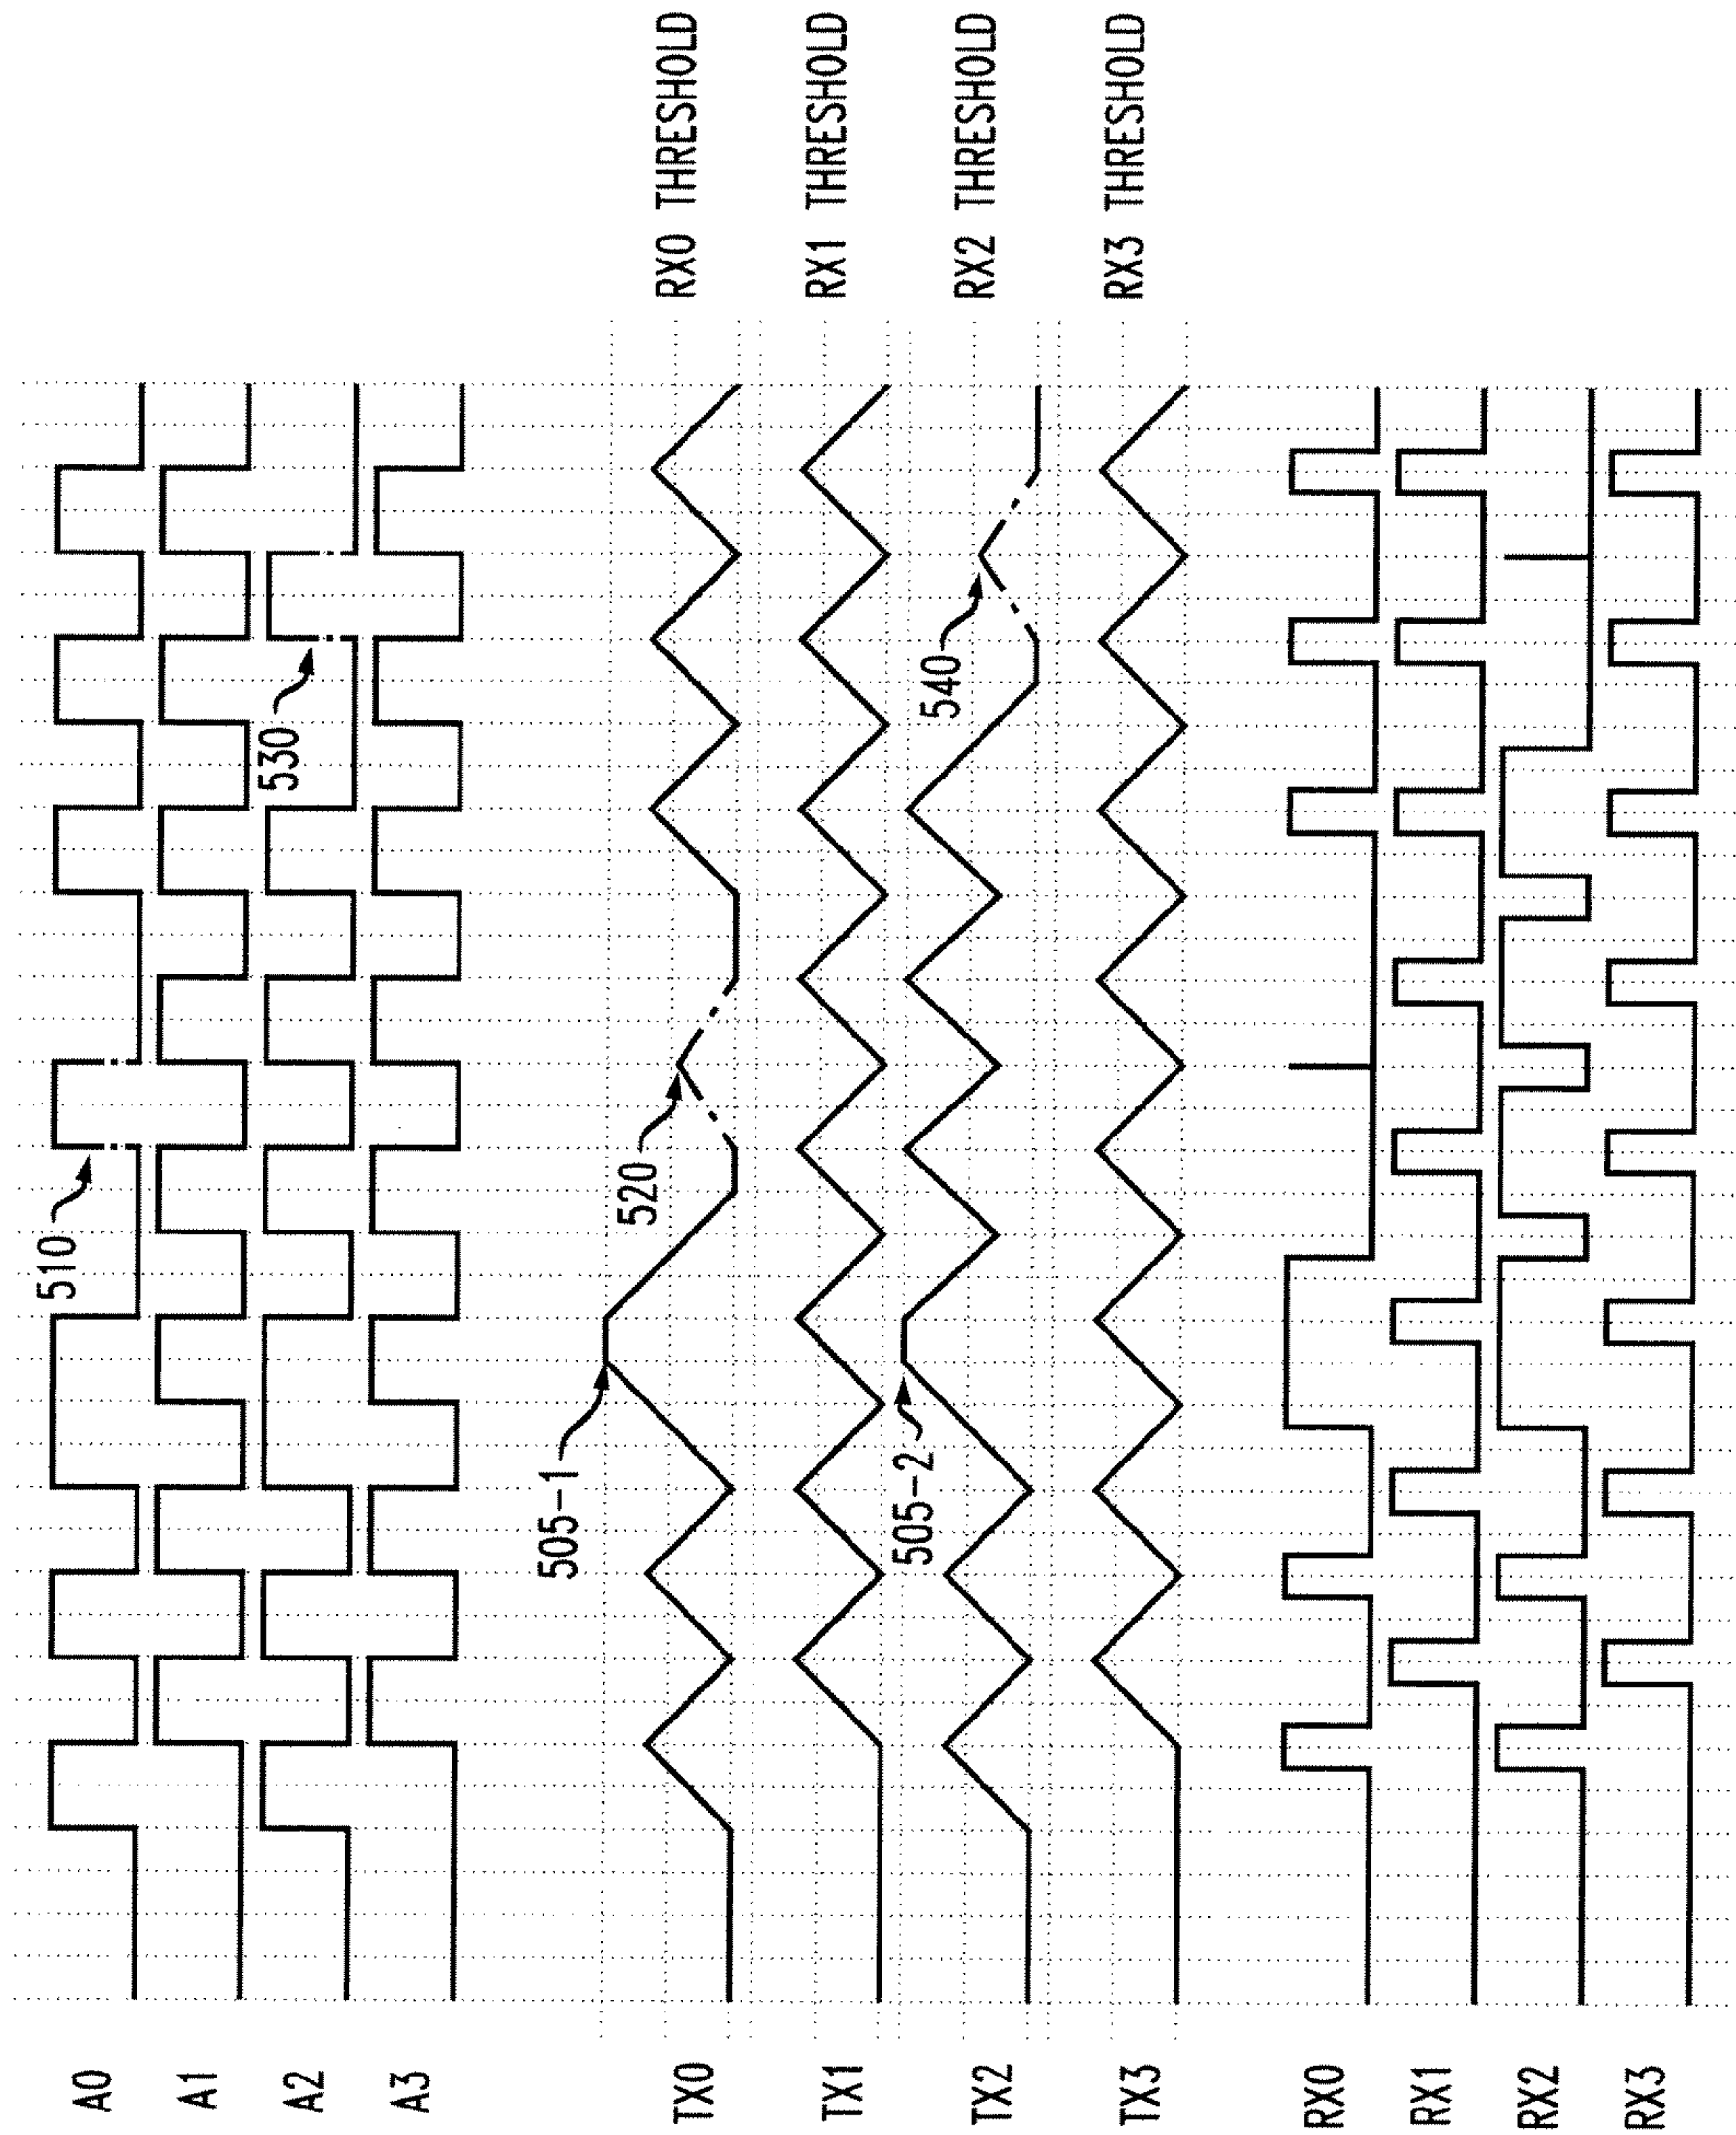 A0
510
530
A1
A2
A3
TX0
505-1
520
RX0 THRESHOLD
TX1
RX1 THRESHOLD
TX2
505-2
540
RX2 THRESHOLD
TX3
RX3 THRESHOLD
RX0
RX1
RX2
RX3